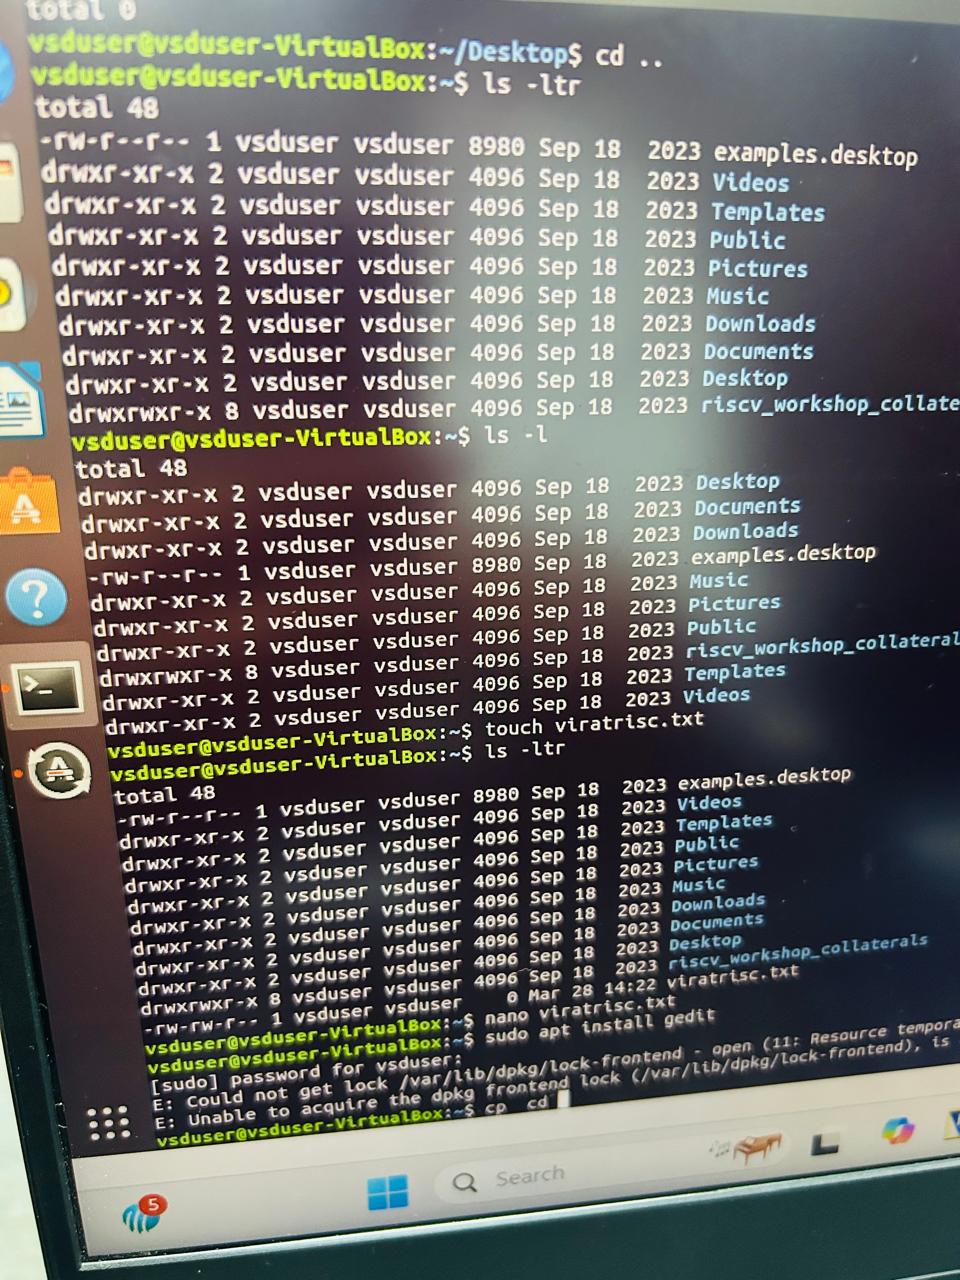 total 0
vsduser@vsduser-VirtualBox:~/Desktop$ cd ..
vsduser@vsduser-VirtualBox:~$ ls -ltr
total 48
-rw-r--r-- 1 vsduser vsduser 8980 Sep 18  2023 examples.desktop
drwxr-xr-x 2 vsduser vsduser 4096 Sep 18  2023 Videos
drwxr-xr-x 2 vsduser vsduser 4096 Sep 18  2023 Templates
drwxr-xr-x 2 vsduser vsduser 4096 Sep 18  2023 Public
drwxr-xr-x 2 vsduser vsduser 4096 Sep 18  2023 Pictures
drwxr-xr-x 2 vsduser vsduser 4096 Sep 18  2023 Music
drwxr-xr-x 2 vsduser vsduser 4096 Sep 18  2023 Downloads
drwxr-xr-x 2 vsduser vsduser 4096 Sep 18  2023 Documents
drwxr-xr-x 2 vsduser vsduser 4096 Sep 18  2023 Desktop
drwxrwxr-x 8 vsduser vsduser 4096 Sep 18  2023 riscv_workshop_collate
vsduser@vsduser-VirtualBox:~$ ls -l
total 48
drwxr-xr-x 2 vsduser vsduser 4096 Sep 18  2023 Desktop
drwxr-xr-x 2 vsduser vsduser 4096 Sep 18  2023 Documents
drwxr-xr-x 2 vsduser vsduser 4096 Sep 18  2023 Downloads
-rw-r--r-- 1 vsduser vsduser 8980 Sep 18  2023 examples.desktop
drwxr-xr-x 2 vsduser vsduser 4096 Sep 18  2023 Music
drwxr-xr-x 2 vsduser vsduser 4096 Sep 18  2023 Pictures
drwxr-xr-x 2 vsduser vsduser 4096 Sep 18  2023 Public
drwxrwxr-x 8 vsduser vsduser 4096 Sep 18  2023 riscv_workshop_collateral
drwxr-xr-x 2 vsduser vsduser 4096 Sep 18  2023 Templates
drwxr-xr-x 2 vsduser vsduser 4096 Sep 18  2023 Videos
vsduser@vsduser-VirtualBox:~$ touch viratrisc.txt
vsduser@vsduser-VirtualBox:~$ ls -ltr
total 48
-rw-r--r-- 1 vsduser vsduser 8980 Sep 18  2023 examples.desktop
drwxr-xr-x 2 vsduser vsduser 4096 Sep 18  2023 Videos
drwxr-xr-x 2 vsduser vsduser 4096 Sep 18  2023 Templates
drwxr-xr-x 2 vsduser vsduser 4096 Sep 18  2023 Public
drwxr-xr-x 2 vsduser vsduser 4096 Sep 18  2023 Pictures
drwxr-xr-x 2 vsduser vsduser 4096 Sep 18  2023 Music
drwxr-xr-x 2 vsduser vsduser 4096 Sep 18  2023 Downloads
drwxr-xr-x 2 vsduser vsduser 4096 Sep 18  2023 Documents
drwxr-xr-x 2 vsduser vsduser 4096 Sep 18  2023 Desktop
drwxrwxr-x 8 vsduser vsduser 4096 Sep 18  2023 riscv_workshop_collaterals
-rw-rw-r-- 1 vsduser vsduser    0 Mar 28 14:22 viratrisc.txt
vsduser@vsduser-VirtualBox:~$ nano viratrisc.txt
vsduser@vsduser-VirtualBox:~$ sudo apt install gedit
[sudo] password for vsduser:
E: Could not get lock /var/lib/dpkg/lock-frontend - open (11: Resource tempora
E: Unable to acquire the dpkg frontend lock (/var/lib/dpkg/lock-frontend), is
vsduser@vsduser-VirtualBox:~$ cp  cd
Search
5